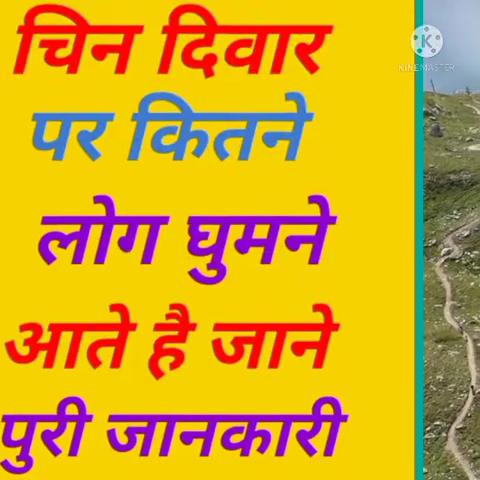 चिन दिवार
पर कितने
लोग घुमने
आते है जाने
पुरी जानकारी
KINEMASTER